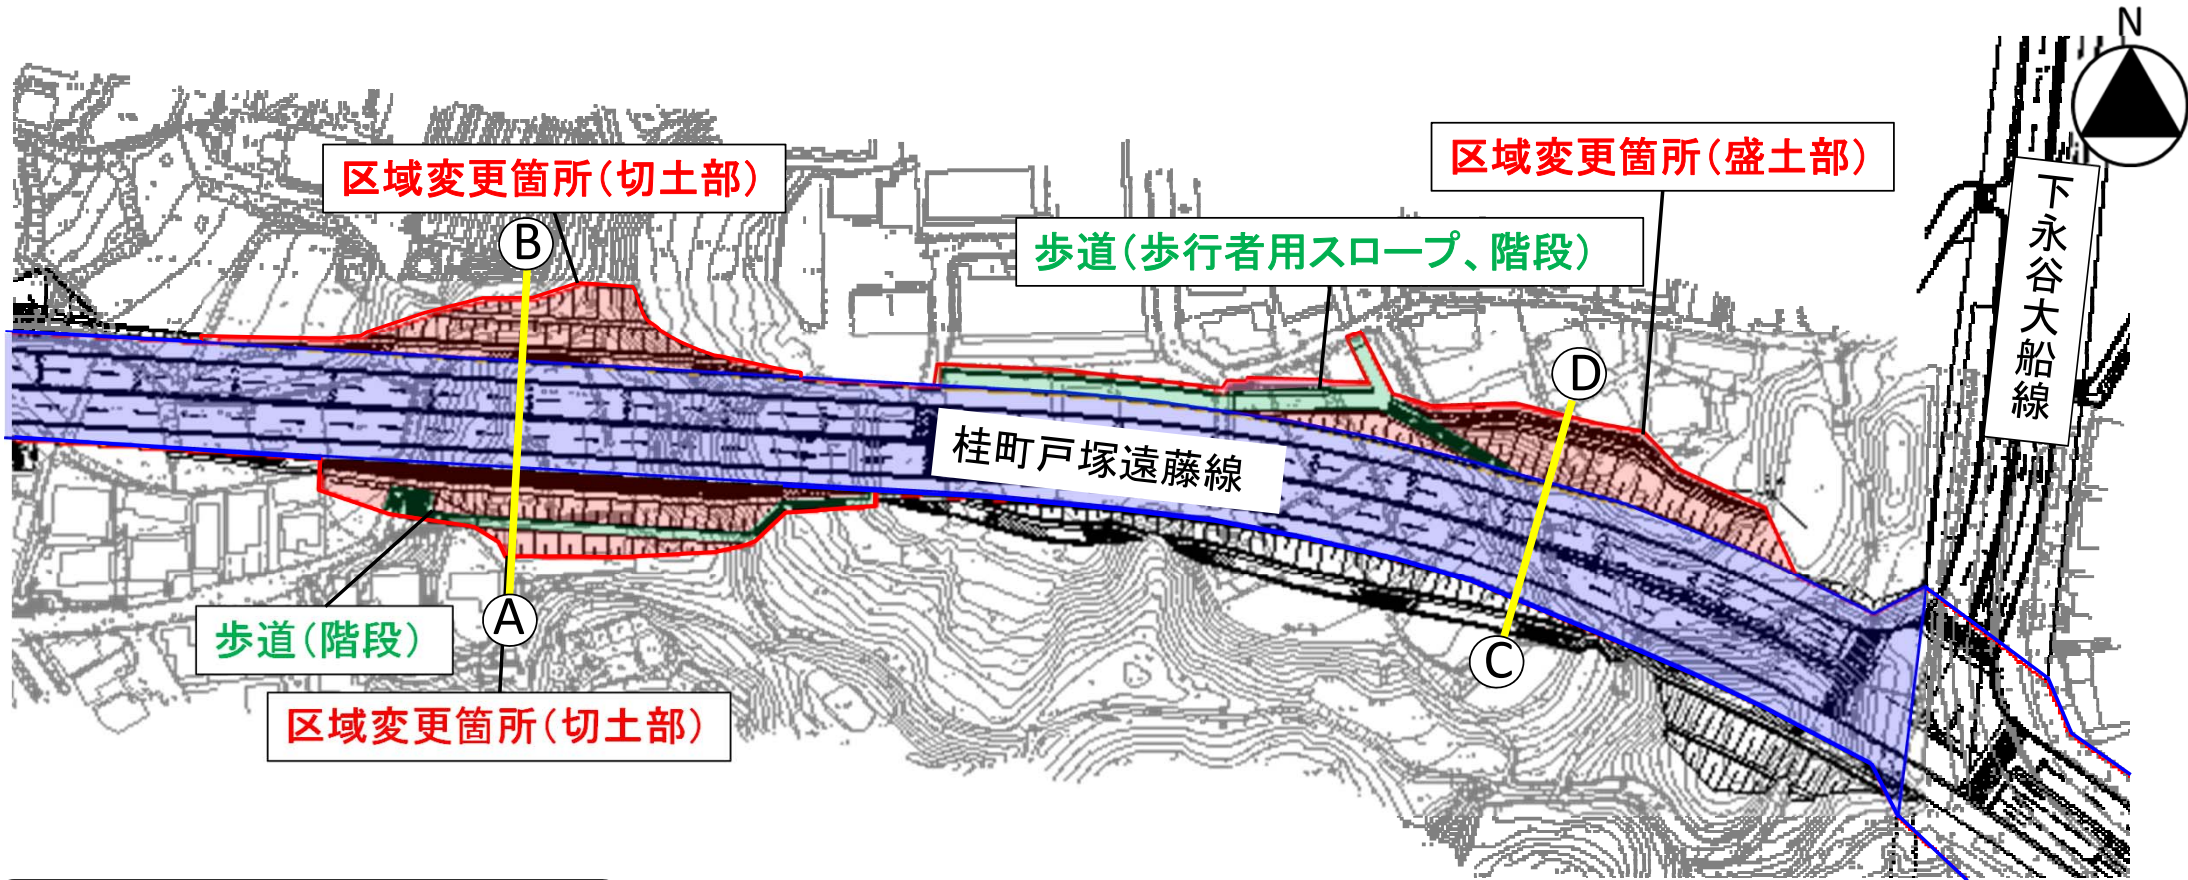 N
区域変更箇所（切土部）
区域変更箇所（盛土部）
下永谷大船線
B
歩道（歩行者用スロープ、階段）
D
桂町戸塚遠藤線
A
歩道（階段）
C
区域変更箇所（切土部）